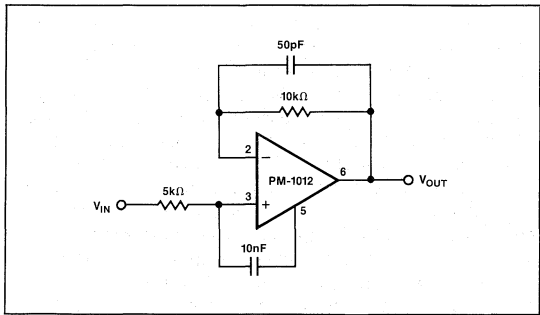 50pF
10kΩ
2
−
PM-1012
6
V_OUT
V_IN
5kΩ
3
+
5
10nF